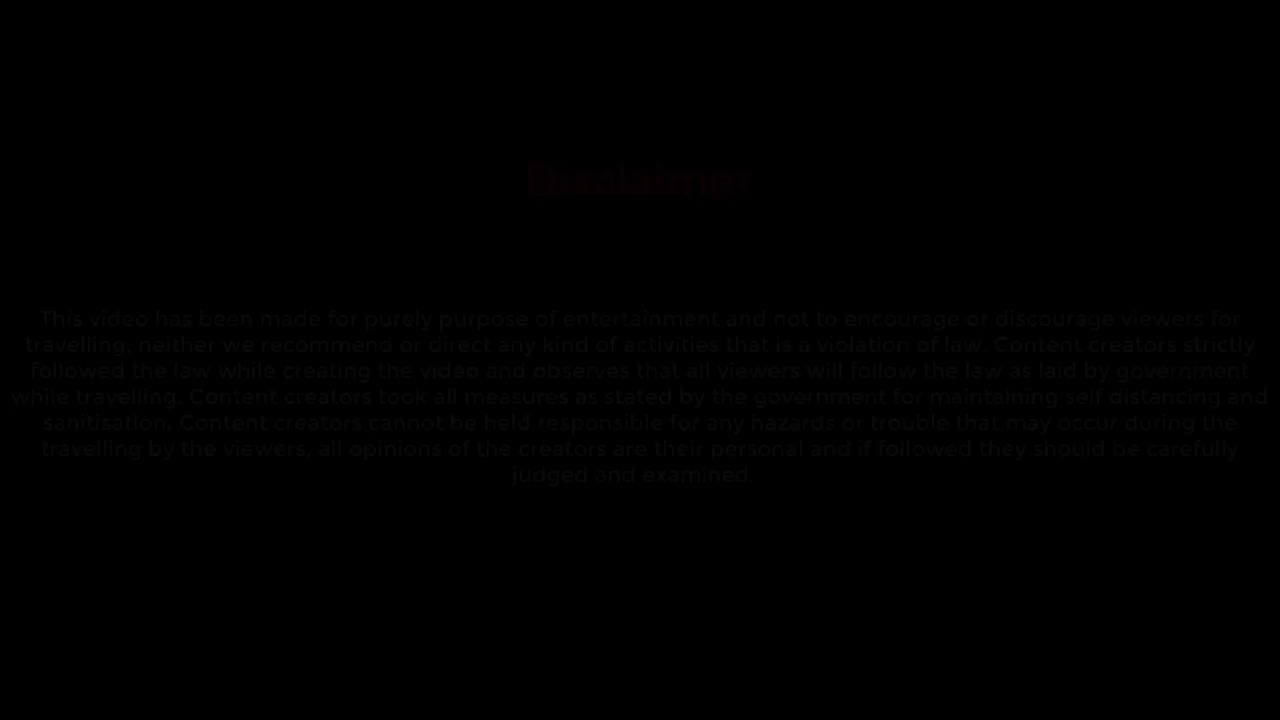 Disclaimer
This video has been made for purely purpose of entertainment and not to encourage or discourage viewers for
travelling, neither we recommend or direct any kind of activities that is a violation of law. Content creators strictly
followed the law while creating the video and observes that all viewers will follow the law as laid by government
while travelling. Content creators took all measures as stated by the government for maintaining self distancing and
sanitisation. Content creators cannot be held responsible for any hazards or trouble that may occur during the
travelling by the viewers, all opinions of the creators are their personal and if followed they should be carefully
judged and examined.